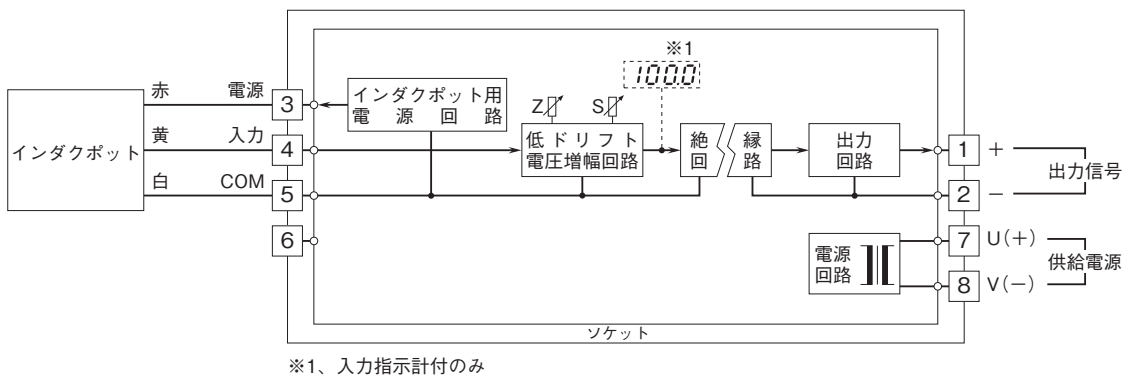 ※1
100.0
赤 電源 3
インダクポット用
電源回路
Z S
インダクポット
黄 入力 4
低ドリフト
電圧増幅回路
絶縁
回路
出力
回路
1 +
出力信号
白 COM 5
2 −
6
電源
回路
7 U(+)
供給電源
8 V(−)
ソケット
※1、入力指示計付のみ